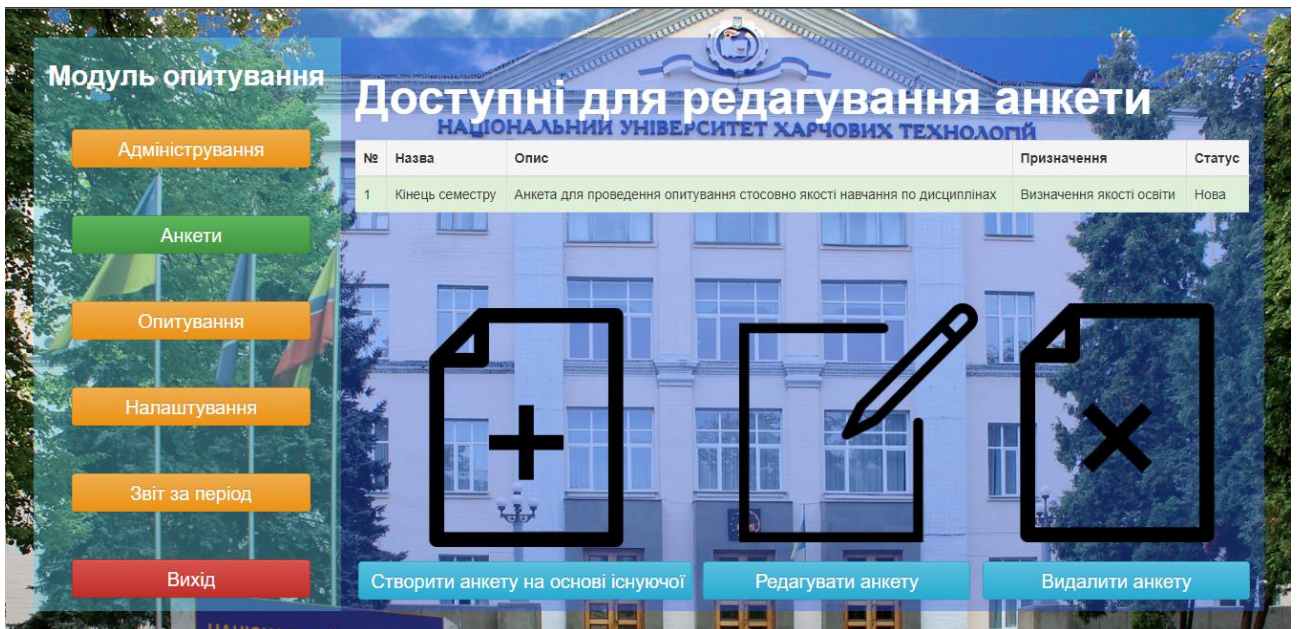 Модуль опитування
Адміністрування
Анкети
Опитування
Налаштування
Звіт за період
Вихід
Доступні для редагування анкети
НАЦІОНАЛЬНИЙ УНІВЕРСИТЕТ ХАРЧОВИХ ТЕХНОЛОГІЙ
№ Назва Опис Призначення Статус
1 Кінець семестру Анкета для проведення опитування стосовно якості навчання по дисциплінах Визначення якості освіти Нова
Створити анкету на основі існуючої
Редагувати анкету
Видалити анкету